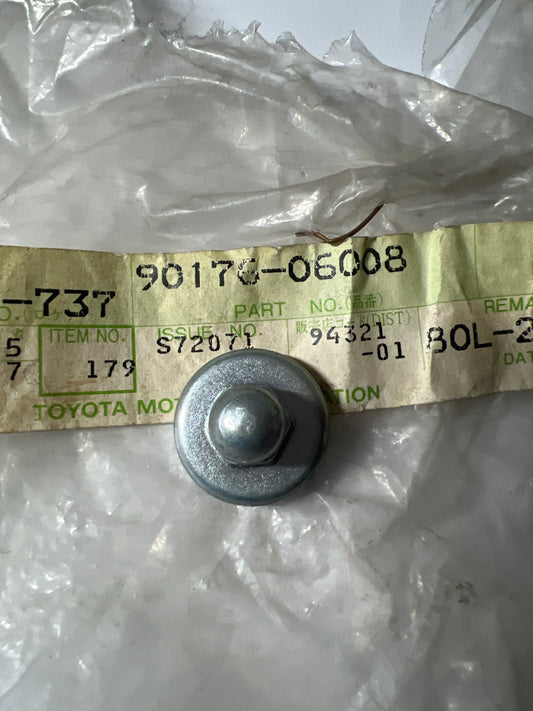 -737 90176-06008
PART NO.(品番)
REMA
5 ITEM NO. ISSUE NO. (DIST)
7 179 S72071 94321 -01 BOL-2
DAT
TOYOTA MOT ATION